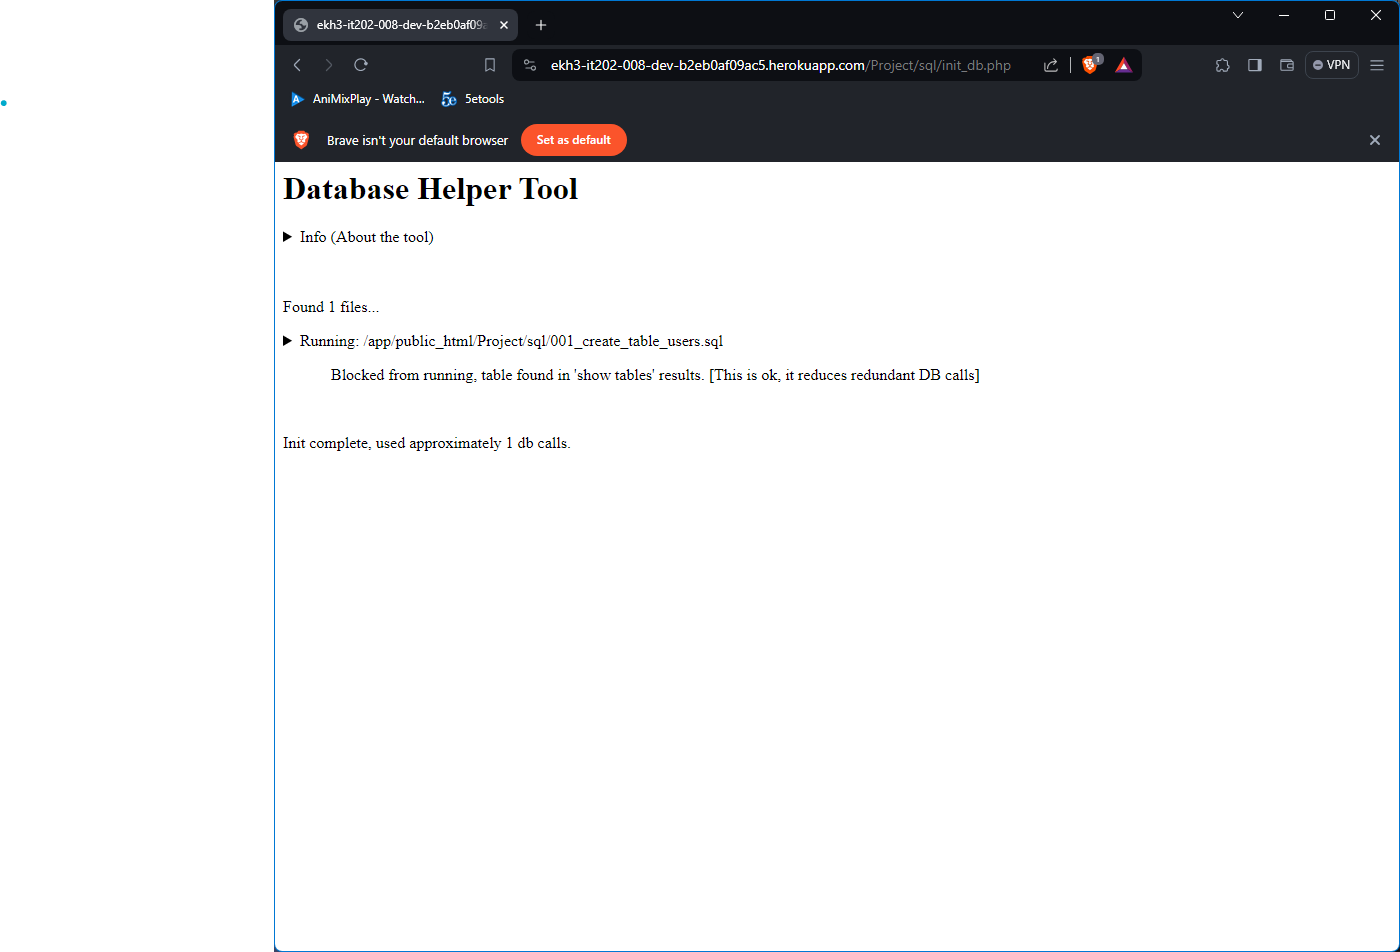 ekh3-it202-008-dev-b2eb0af09a
ekh3-it202-008-dev-b2eb0af09ac5.herokuapp.com/Project/sql/init_db.php
1
VPN
AniMixPlay - Watch...
5e 5etools
Brave isn't your default browser
Set as default
Database Helper Tool
Info (About the tool)
Found 1 files...
Running: /app/public_html/Project/sql/001_create_table_users.sql
Blocked from running, table found in 'show tables' results. [This is ok, it reduces redundant DB calls]
Init complete, used approximately 1 db calls.